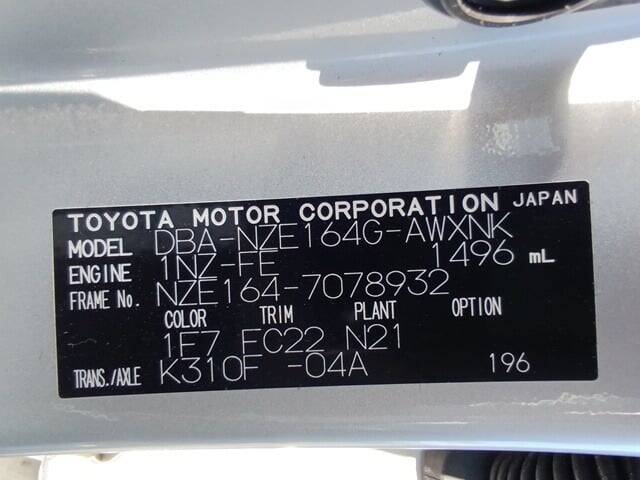 TOYOTA MOTOR CORPORATION JAPAN
MODEL DBA-NZE164G-AWXNK
ENGINE 1NZ-FE 1496 mL
FRAME No. NZE164-7078932
COLOR TRIM PLANT OPTION
1F7 FC22 N21
TRANS./AXLE K310F -04A 196